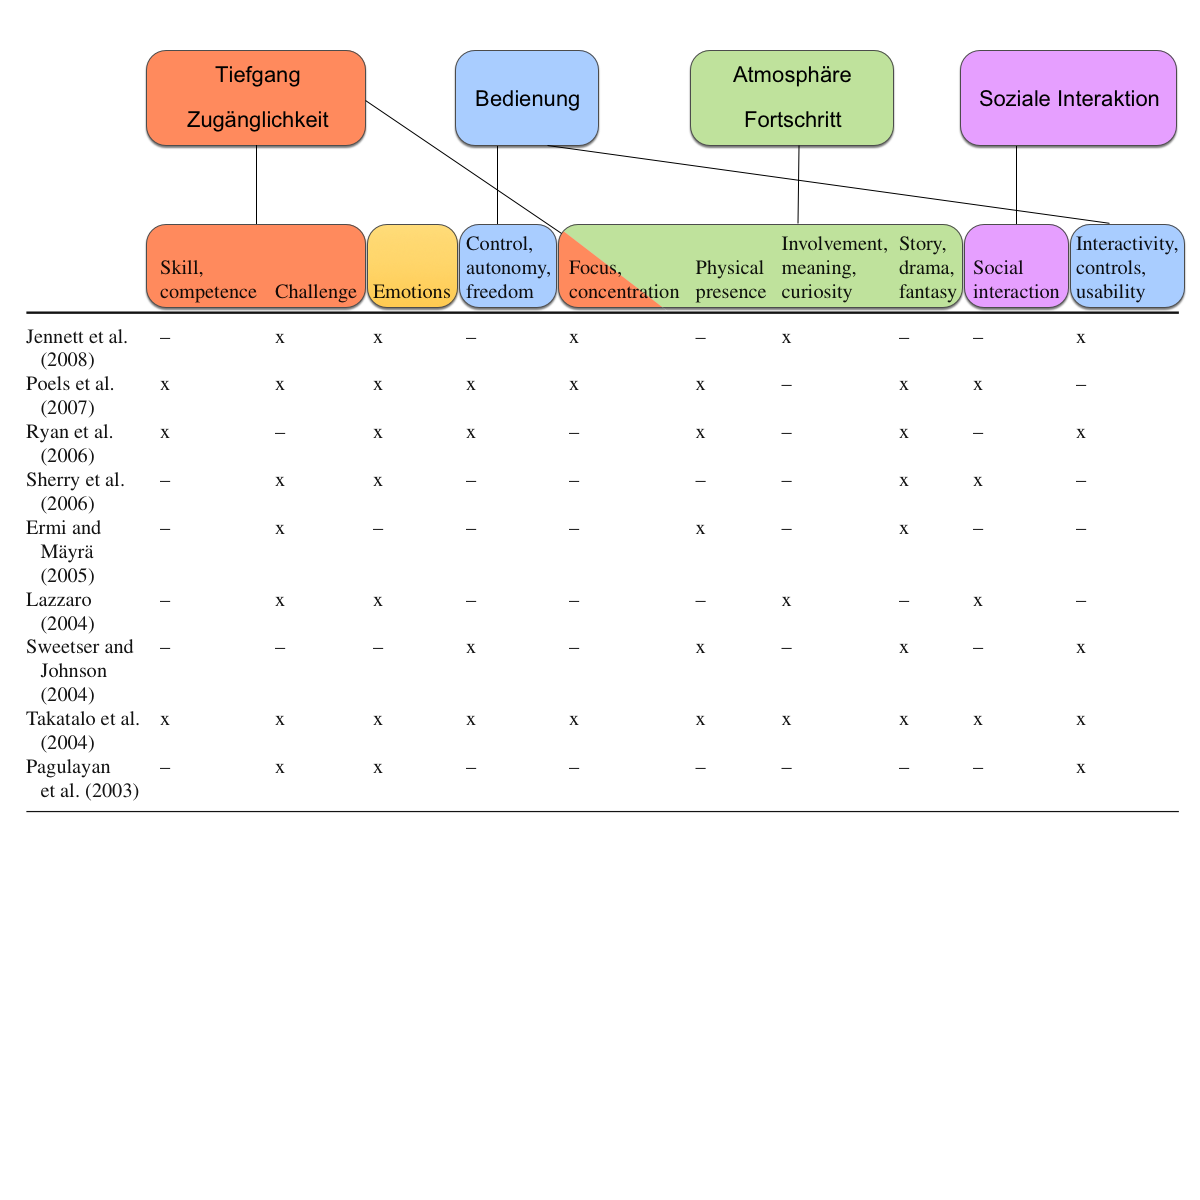 Tiefgang
Zugänglichkeit
Bedienung
Atmosphäre
Fortschritt
Soziale Interaktion
Skill,
competence
Challenge
Emotions
Control,
autonomy,
freedom
Focus,
concentration
Physical
presence
Involvement,
meaning,
curiosity
Story,
drama,
fantasy
Social
interaction
Interactivity,
controls,
usability
Jennett et al. – x x – x – x – – x
(2008)
Poels et al. x x x x x x – x x –
(2007)
Ryan et al. x – x x – x – x – x
(2006)
Sherry et al. – x x – – – – x x –
(2006)
Ermi and – x – – – x – x – –
Mäyrä
(2005)
Lazzaro – x x – – – x – x –
(2004)
Sweetser and – – – x – x – x – x
Johnson
(2004)
Takatalo et al. x x x x x x x x x x
(2004)
Pagulayan – x x – – – – – – x
et al. (2003)